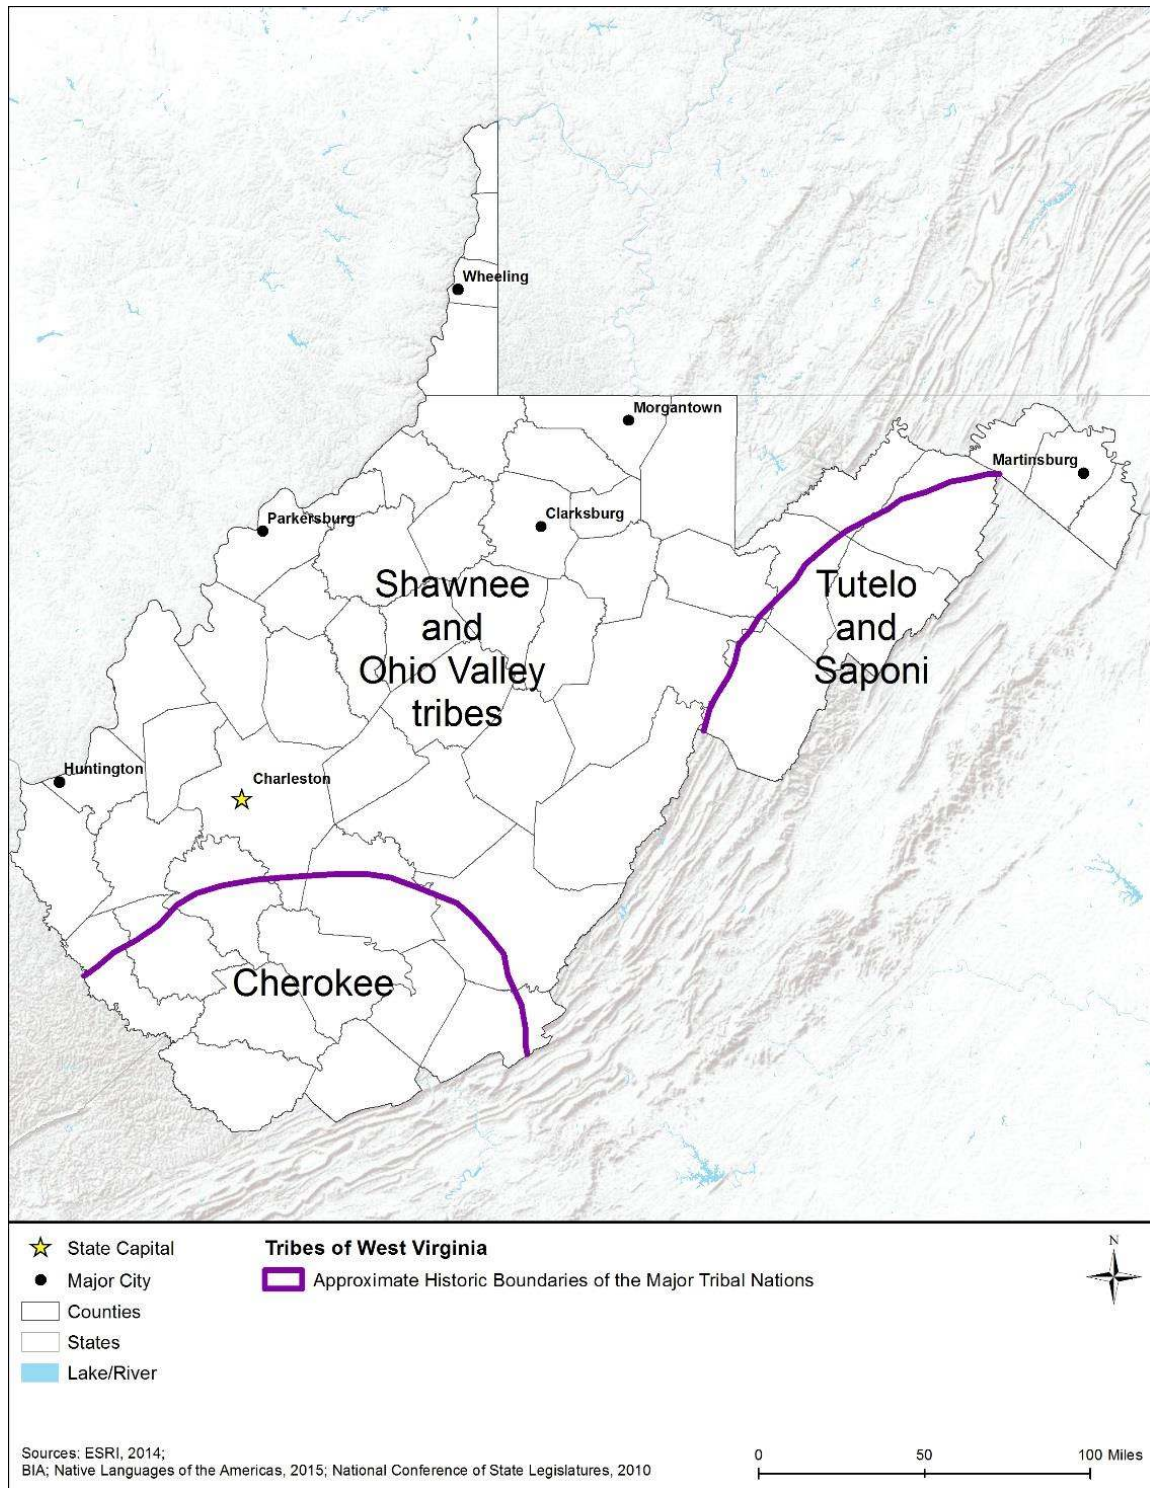 Wheeling
Morgantown
Martinsburg
Parkersburg
Clarksburg
Shawnee
and
Ohio Valley
tribes
Tutelo
and
Saponi
Huntington
Charleston
Cherokee
State Capital
Major City
Counties
States
Lake/River
Tribes of West Virginia
Approximate Historic Boundaries of the Major Tribal Nations
N
Sources: ESRI, 2014;
BIA; Native Languages of the Americas, 2015; National Conference of State Legislatures, 2010
0 50 100 Miles